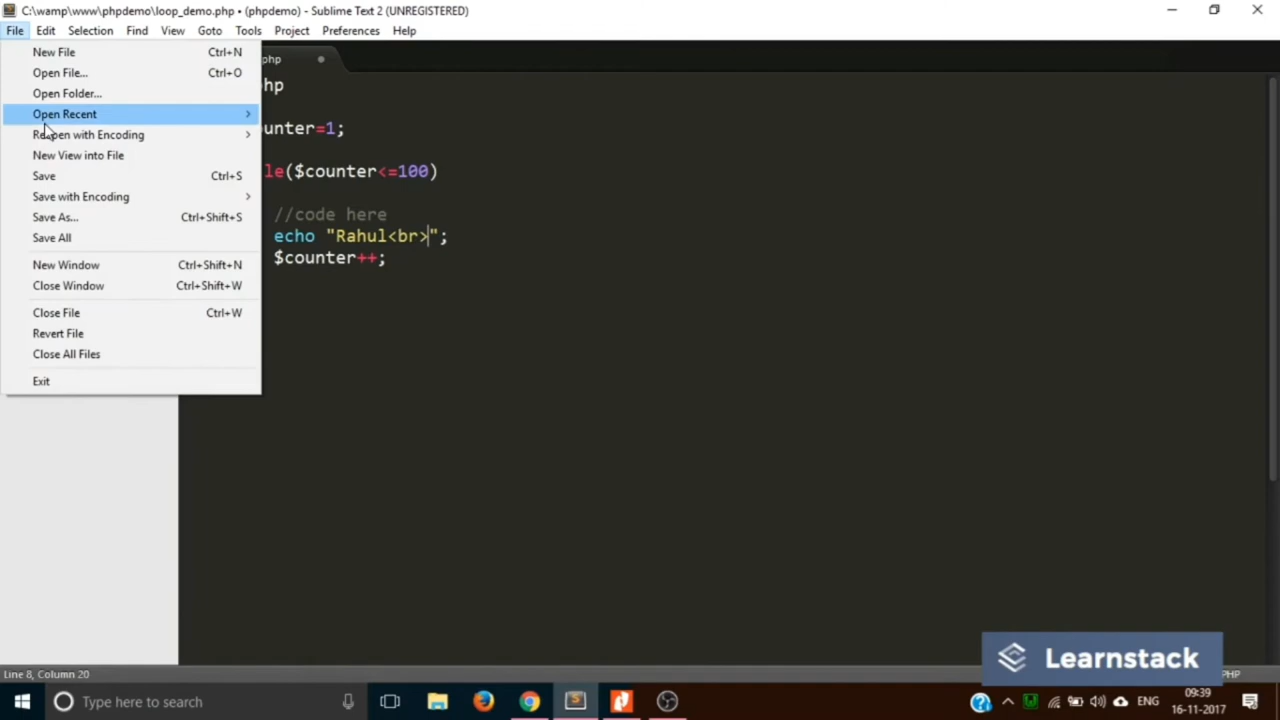 C:\wamp\www\phpdemo\loop_demo.php • (phpdemo) - Sublime Text 2 (UNREGISTERED)
File Edit Selection Find View Goto Tools Project Preferences Help
New File Ctrl+N
Open File... Ctrl+O
Open Folder...
Open Recent
Reopen with Encoding
New View into File
Save Ctrl+S
Save with Encoding
Save As... Ctrl+Shift+S
Save All
New Window Ctrl+Shift+N
Close Window Ctrl+Shift+W
Close File Ctrl+W
Revert File
Close All Files
Exit
php
hp
ounter=1;
le($counter<=100)
//code here
echo "Rahul<br>";
$counter++;
Learnstack
Line 8, Column 20
PHP
Type here to search
ENG
09:39
16-11-2017